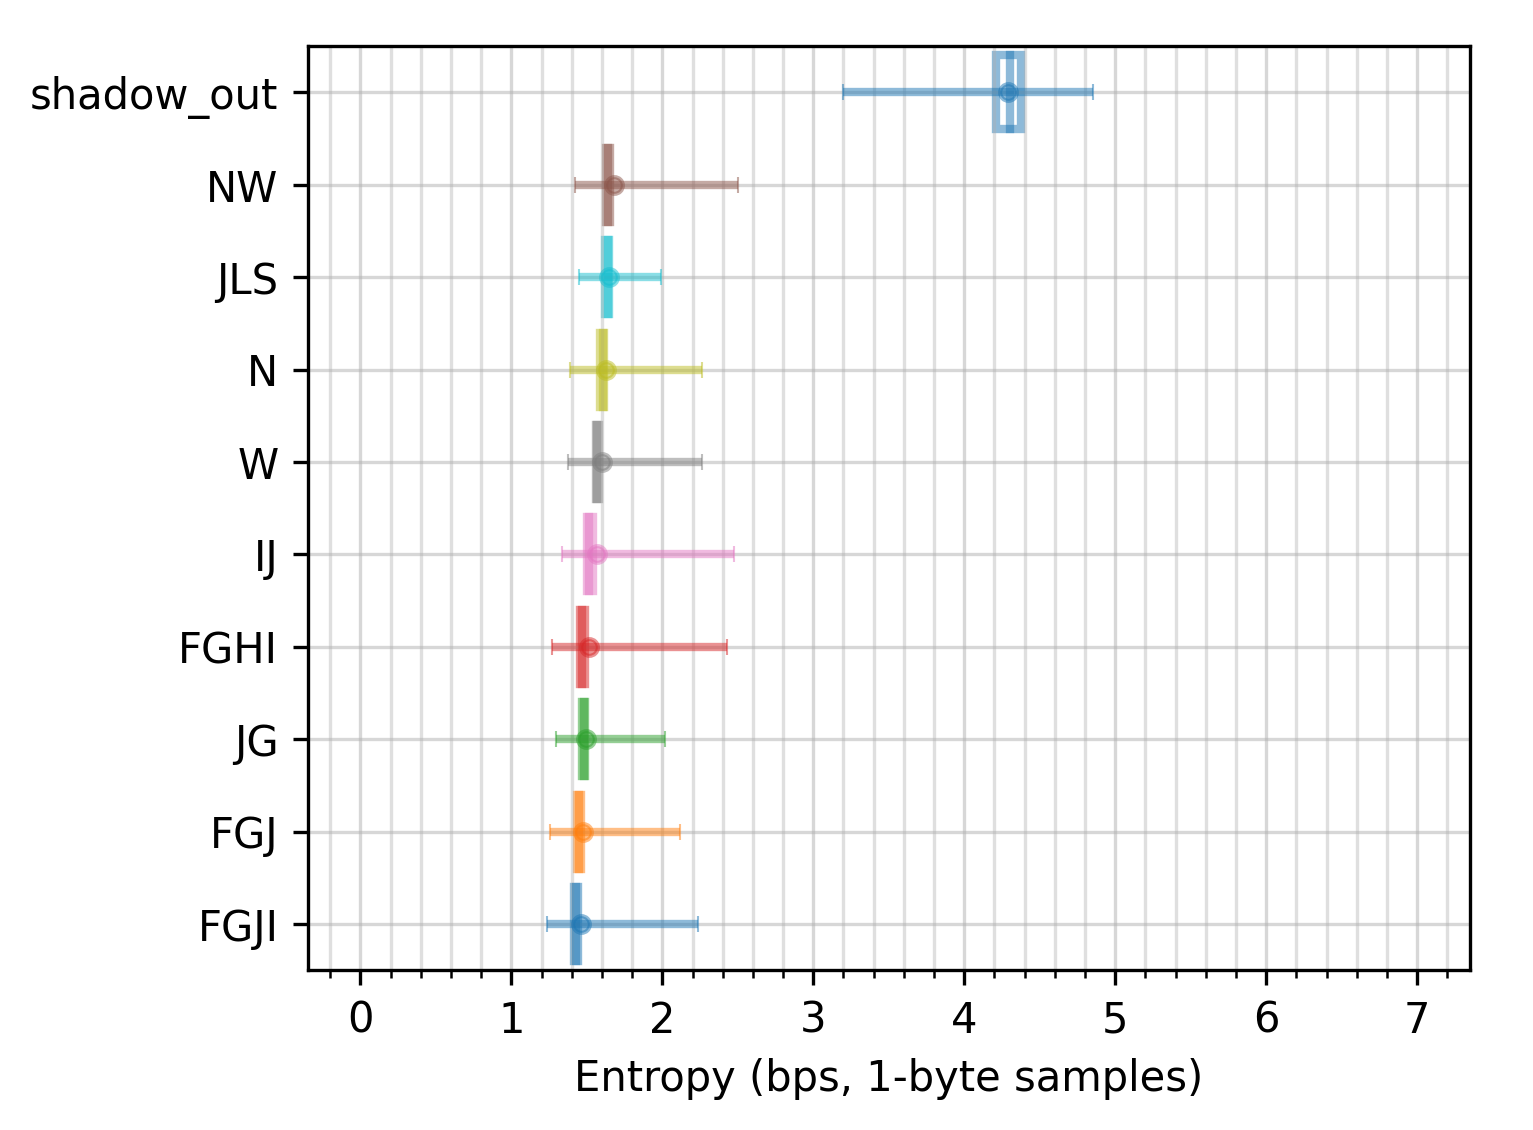 shadow_out
NW
JLS
N
W
IJ
FGHI
JG
FGJ
FGJI
0 1 2 3 4 5 6 7
Entropy (bps, 1-byte samples)